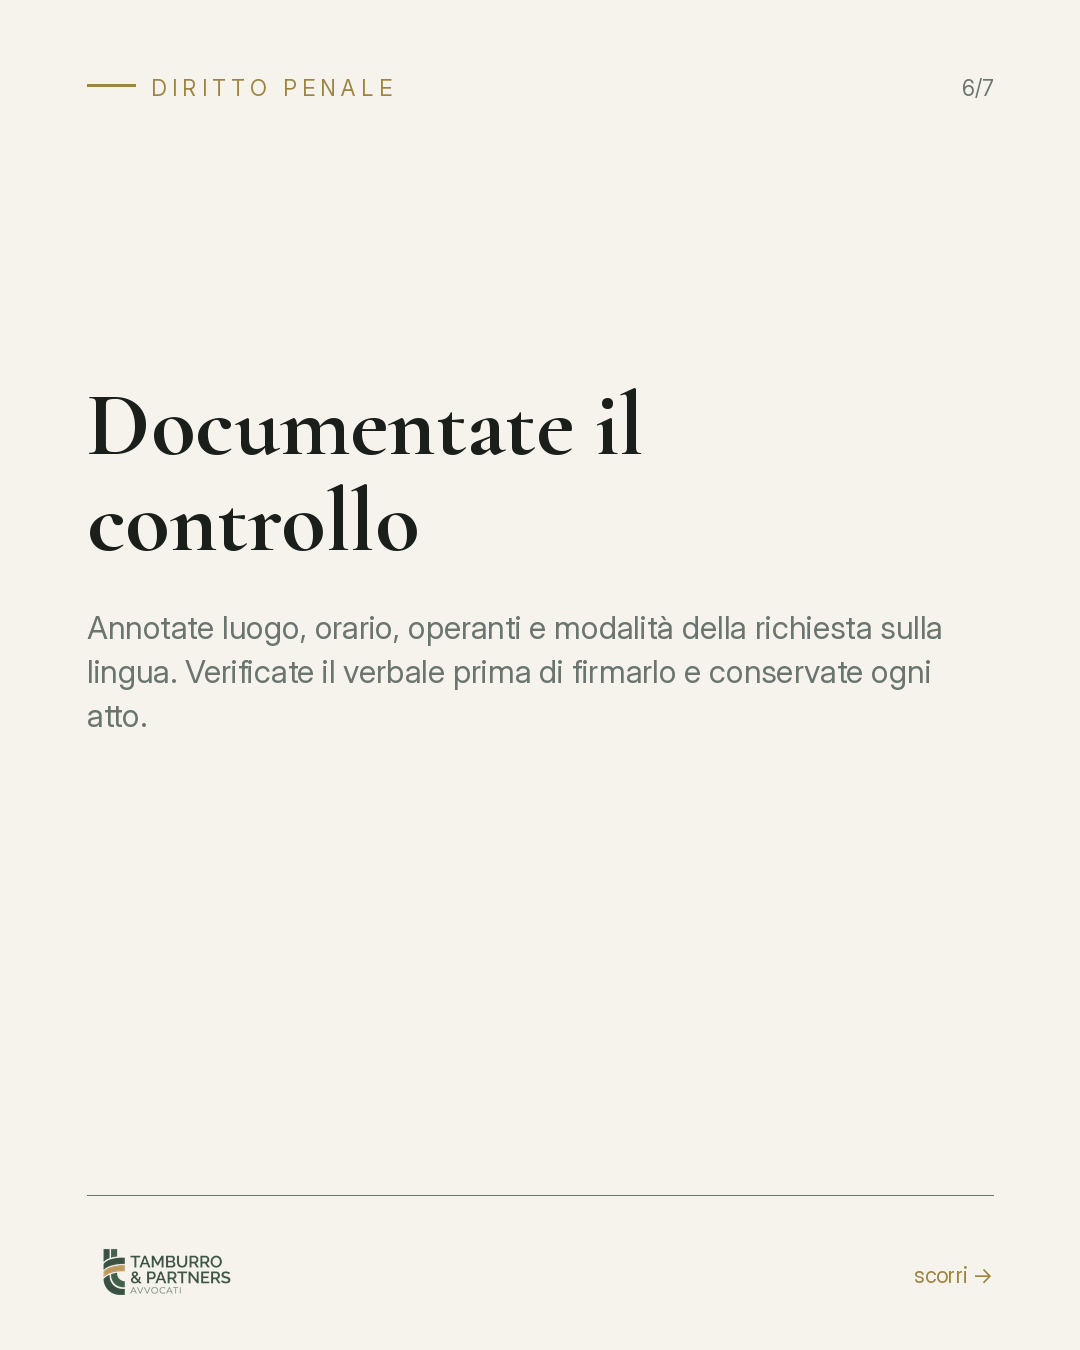 DIRITTO PENALE
6/7
Documentate il
controllo
Annotate luogo, orario, operanti e modalità della richiesta sulla
lingua. Verificate il verbale prima di firmarlo e conservate ogni
atto.
TAMBURRO
& PARTNERS
AVVOCATI
scorri →